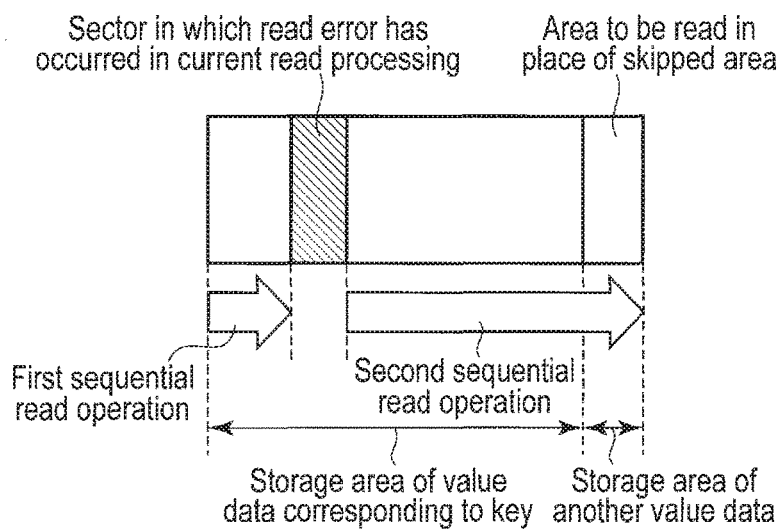 Sector in which read error has
occurred in current read processing
Area to be read in
place of skipped area
First sequential
read operation
Second sequential
read operation
Storage area of value
data corresponding to key
Storage area of
another value data